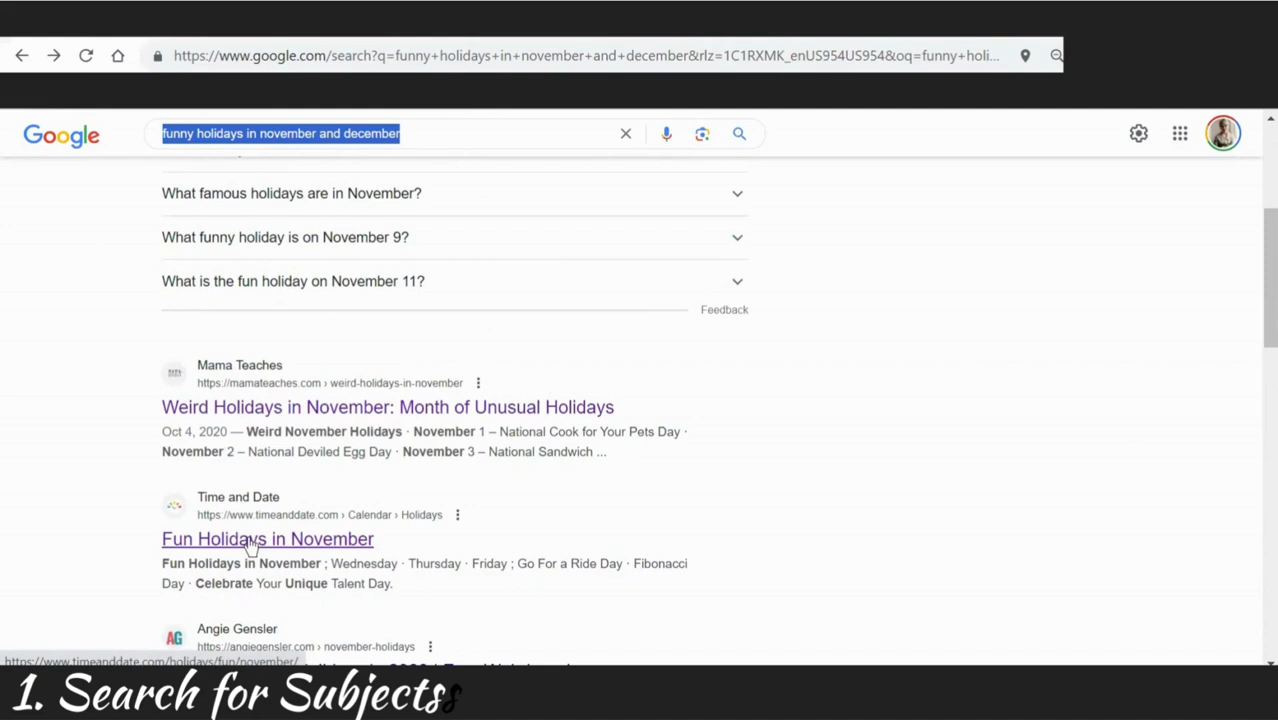 https://www.google.com/search?q=funny+holidays+in+november+and+december&rlz=1C1RXMK_enUS954US954&oq=funny+holi...
Google
funny holidays in november and december
What famous holidays are in November?
What funny holiday is on November 9?
What is the fun holiday on November 11?
Feedback
Mama Teaches
https://mamateaches.com › weird-holidays-in-november
Weird Holidays in November: Month of Unusual Holidays
Oct 4, 2020 — Weird November Holidays · November 1 – National Cook for Your Pets Day ·
November 2 – National Deviled Egg Day · November 3 – National Sandwich ...
Time and Date
https://www.timeanddate.com › Calendar › Holidays
Fun Holidays in November
Fun Holidays in November ; Wednesday · Thursday · Friday ; Go For a Ride Day · Fibonacci
Day · Celebrate Your Unique Talent Day.
Angie Gensler
AG
https://angiegensler.com › november-holidays
https://www.timeanddate.com/holidays/fun/november/
1. Search for Subjects